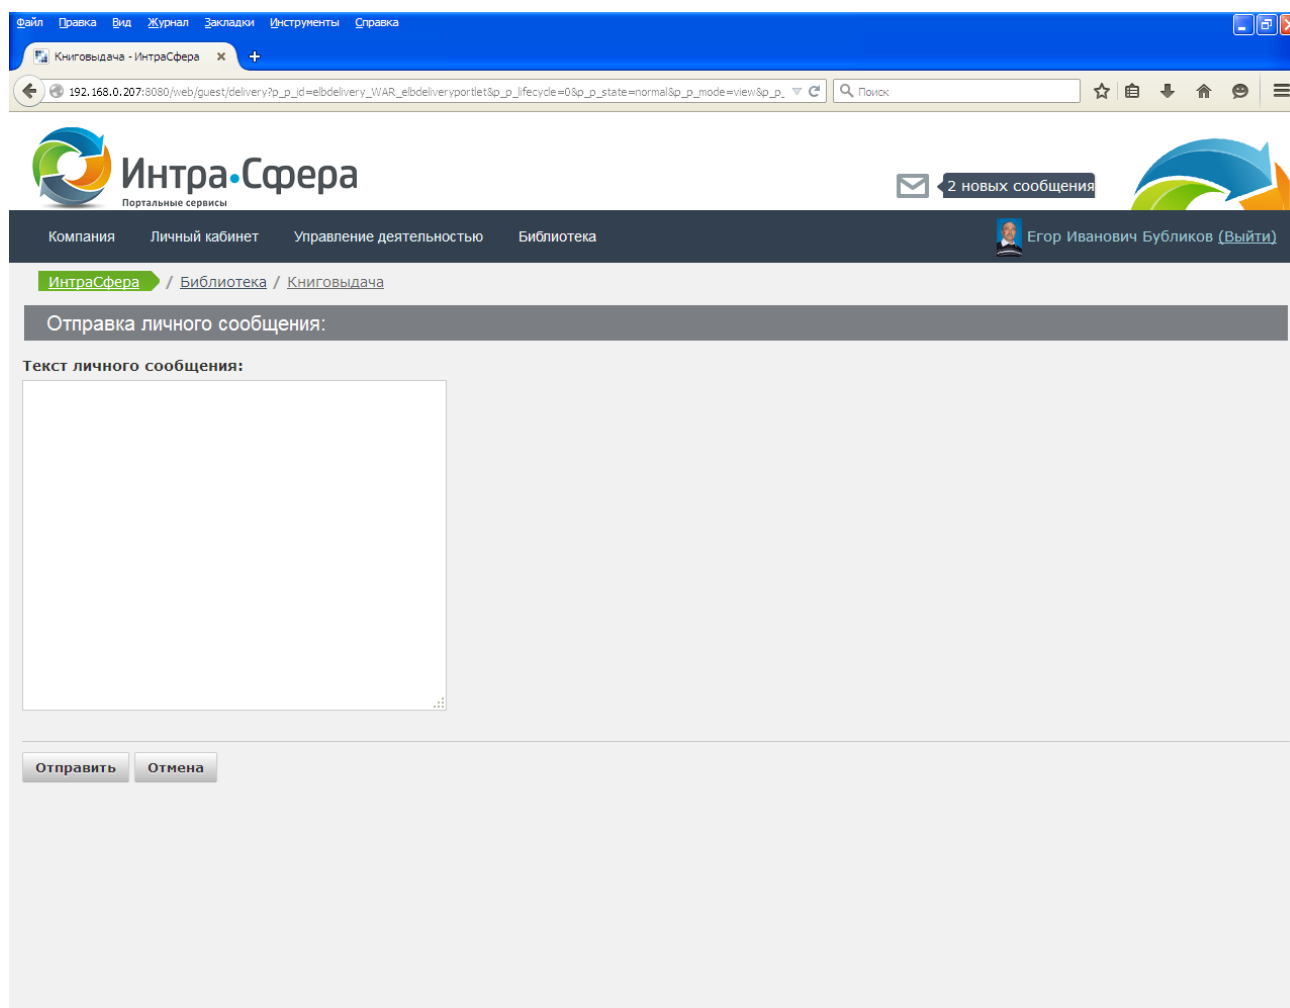 Файл Правка Вид Журнал Закладки Инструменты Справка
Книговыдача - ИнтраСфера
192.168.0.207:8080/web/guest/delivery?p_p_id=elbdelivery_WAR_elbdeliveryportlet&p_p_lifecycle=0&p_p_state=normal&p_p_mode=view&p_p_ Поиск
Интра•Сфера
Портальные сервисы
2 новых сообщения
Компания Личный кабинет Управление деятельностью Библиотека Егор Иванович Бубликов (Выйти)
ИнтраСфера / Библиотека / Книговыдача
Отправка личного сообщения:
Текст личного сообщения:
Отправить Отмена